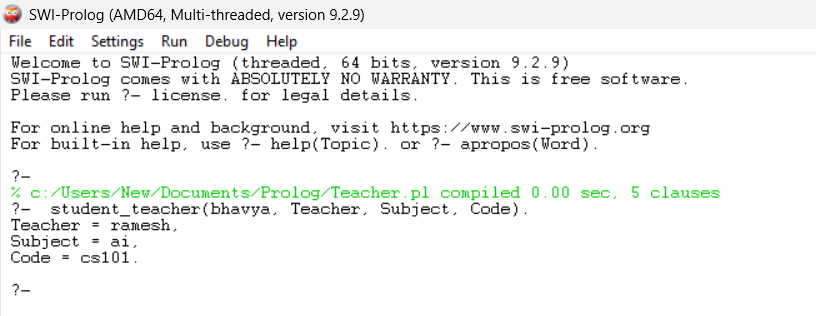 SWI-Prolog (AMD64, Multi-threaded, version 9.2.9)
File Edit Settings Run Debug Help
Welcome to SWI-Prolog (threaded, 64 bits, version 9.2.9)
SWI-Prolog comes with ABSOLUTELY NO WARRANTY. This is free software.
Please run ?- license. for legal details.
For online help and background, visit https://www.swi-prolog.org
For built-in help, use ?- help(Topic). or ?- apropos(Word).
?-
% c:/Users/New/Documents/Prolog/Teacher.pl compiled 0.00 sec, 5 clauses
?-  student_teacher(bhavya, Teacher, Subject, Code).
Teacher = ramesh,
Subject = ai,
Code = cs101.
?-